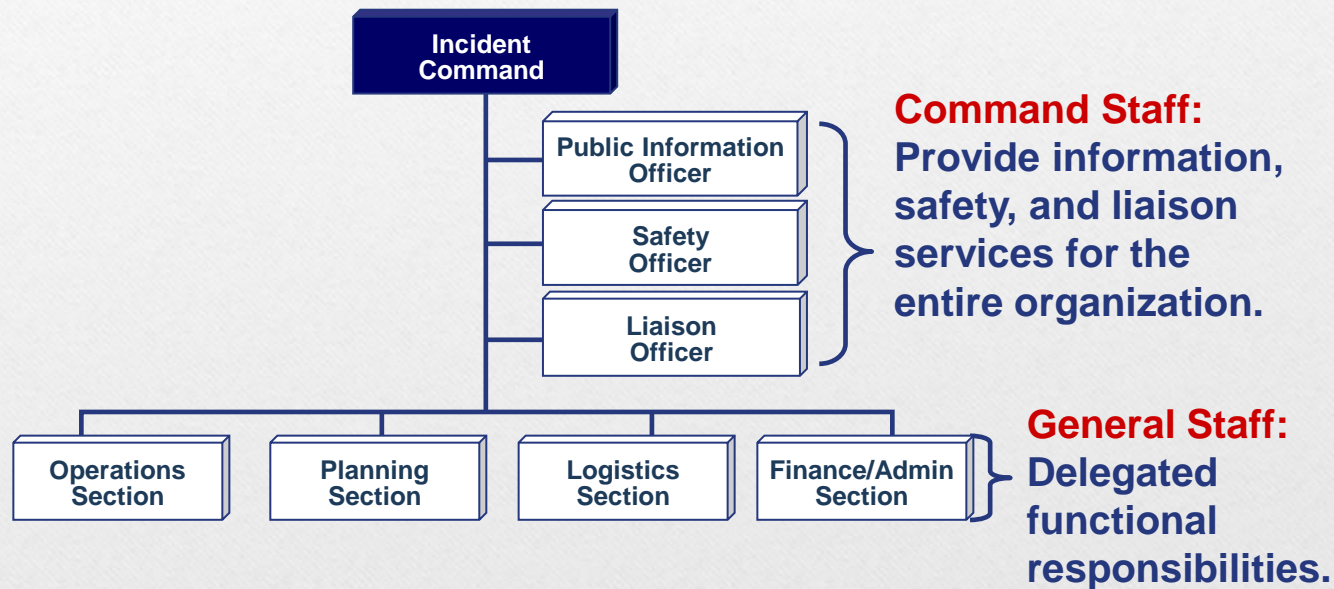 Incident
Command
Public Information
Officer
Safety
Officer
Liaison
Officer
Command Staff:
Provide information,
safety, and liaison
services for the
entire organization.
Operations
Section
Planning
Section
Logistics
Section
Finance/Admin
Section
General Staff:
Delegated
functional
responsibilities.